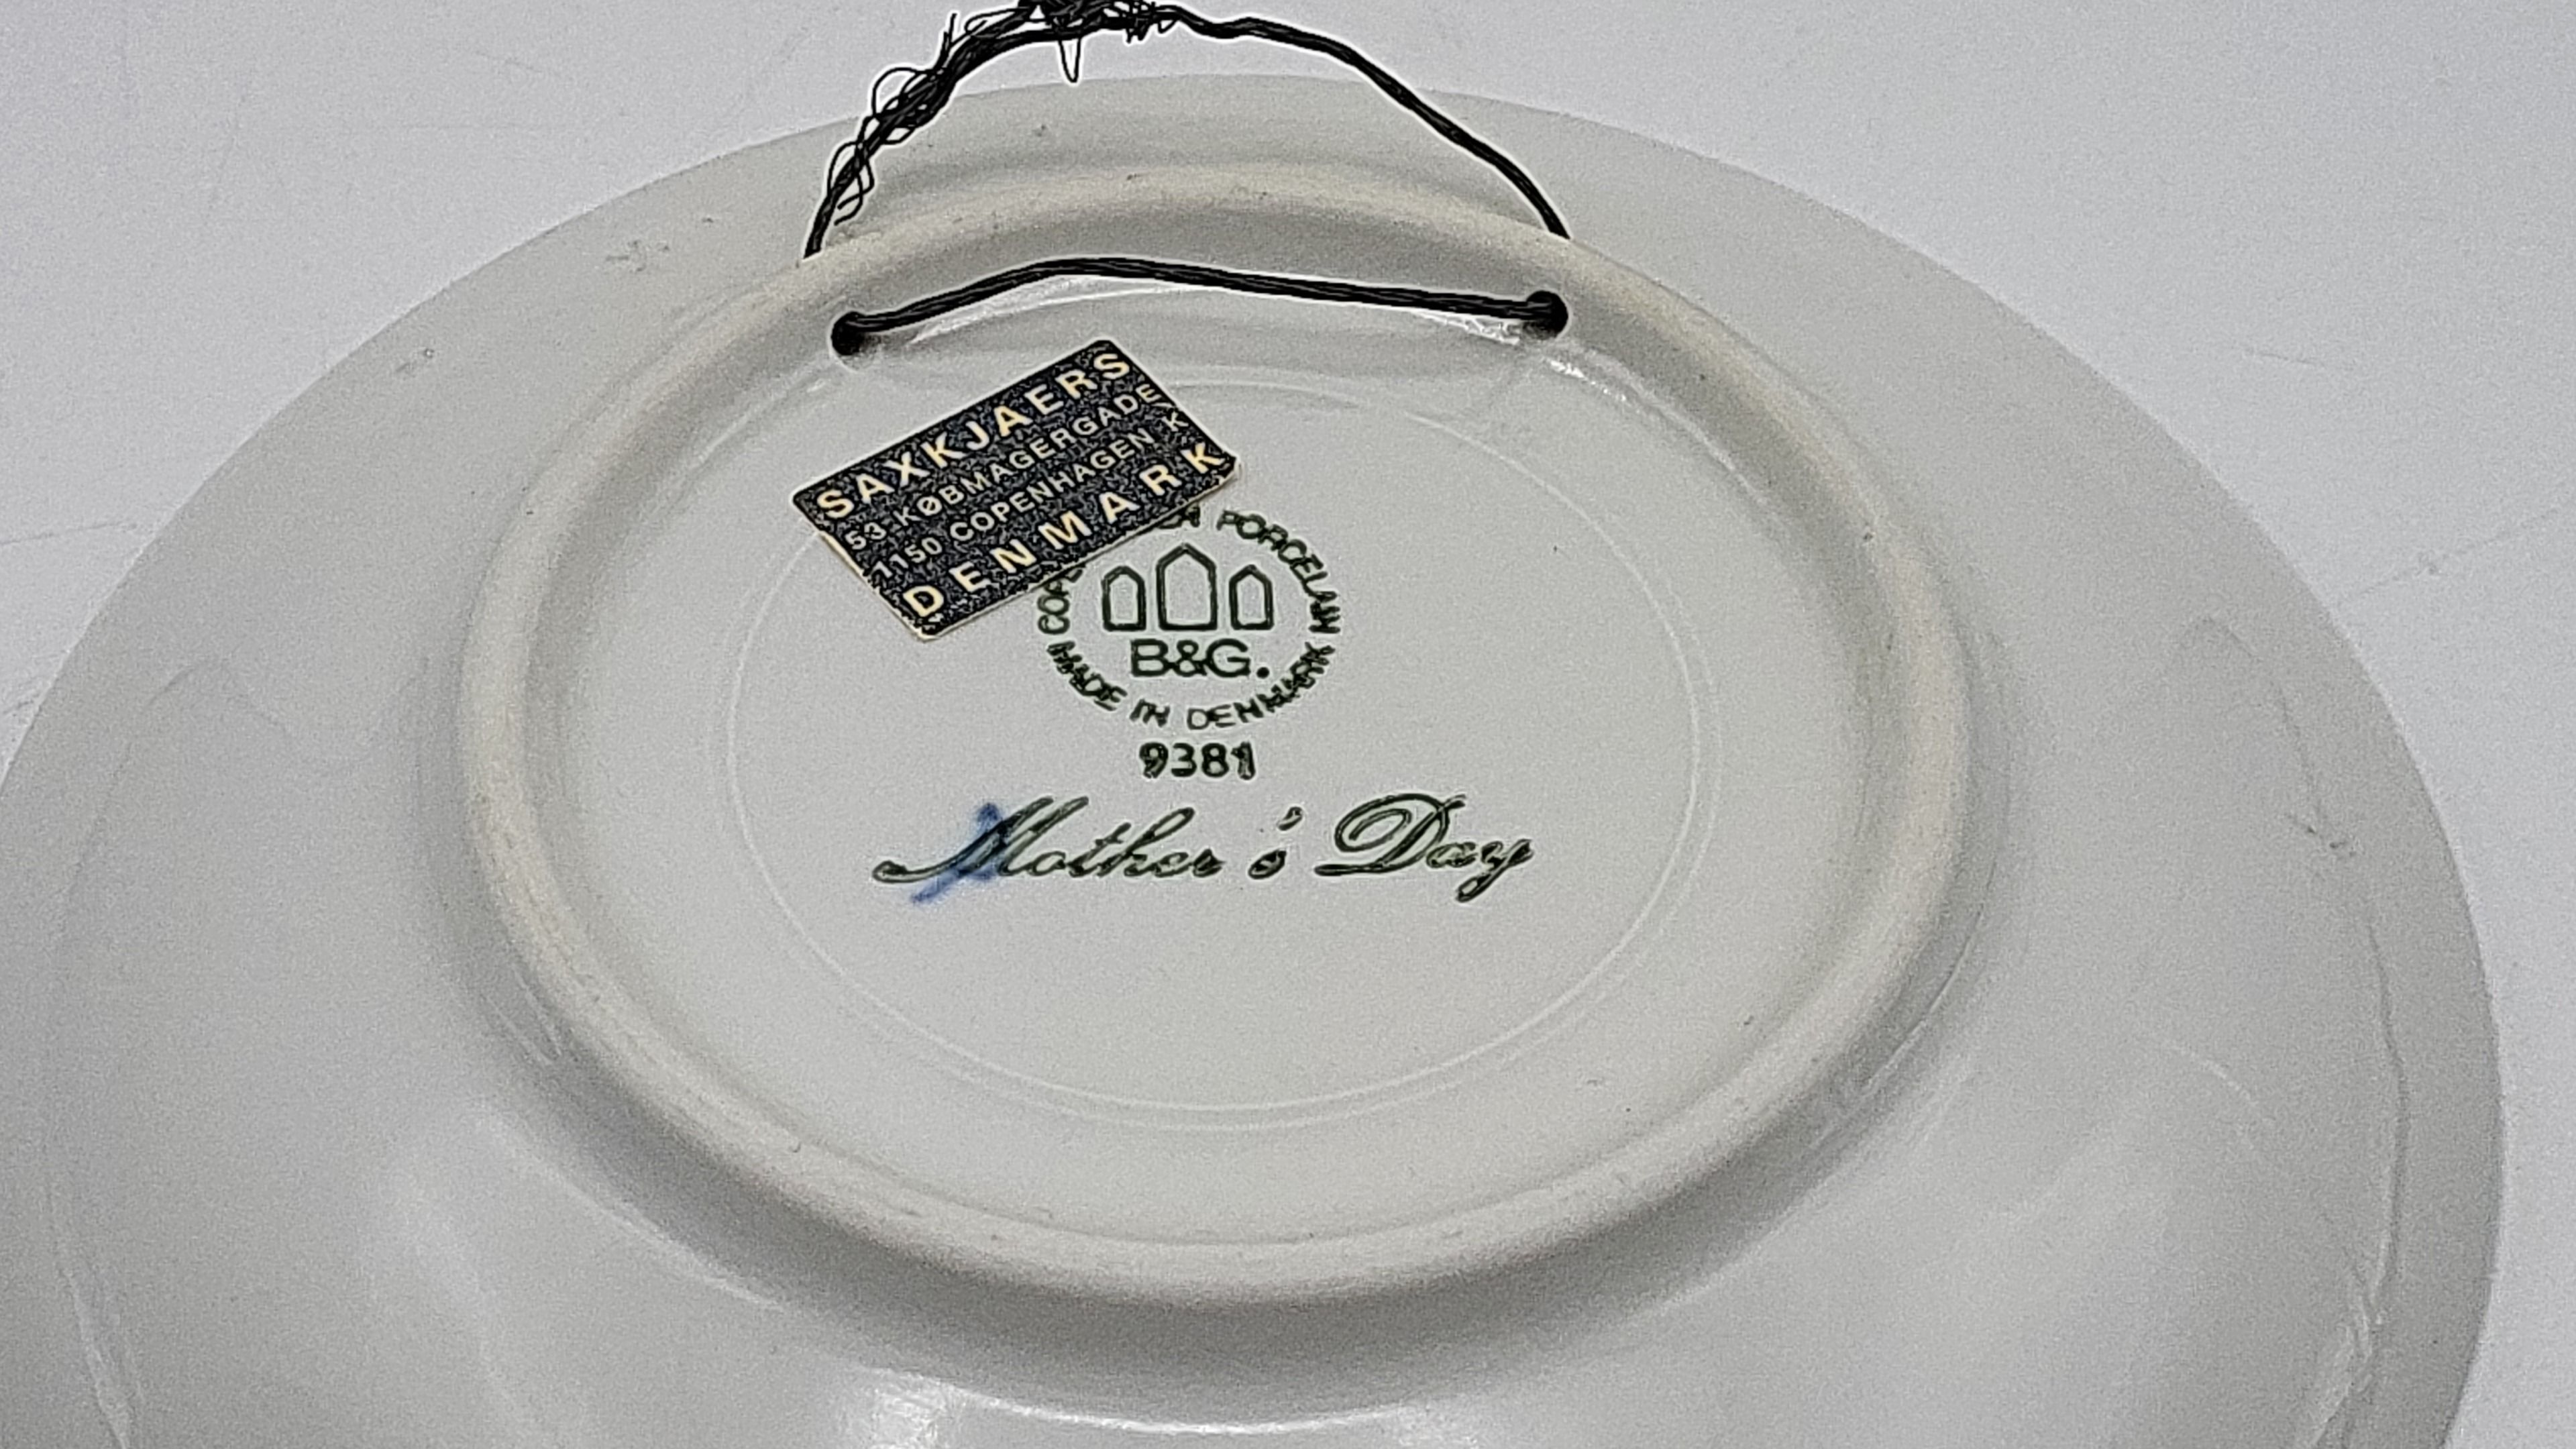 SAXKJAERS
53 KØBMAGERGADE
1150 COPENHAGEN K
DENMARK
PORCELAIN
B&G.
MADE IN DENMARK
9381
Mother's Day